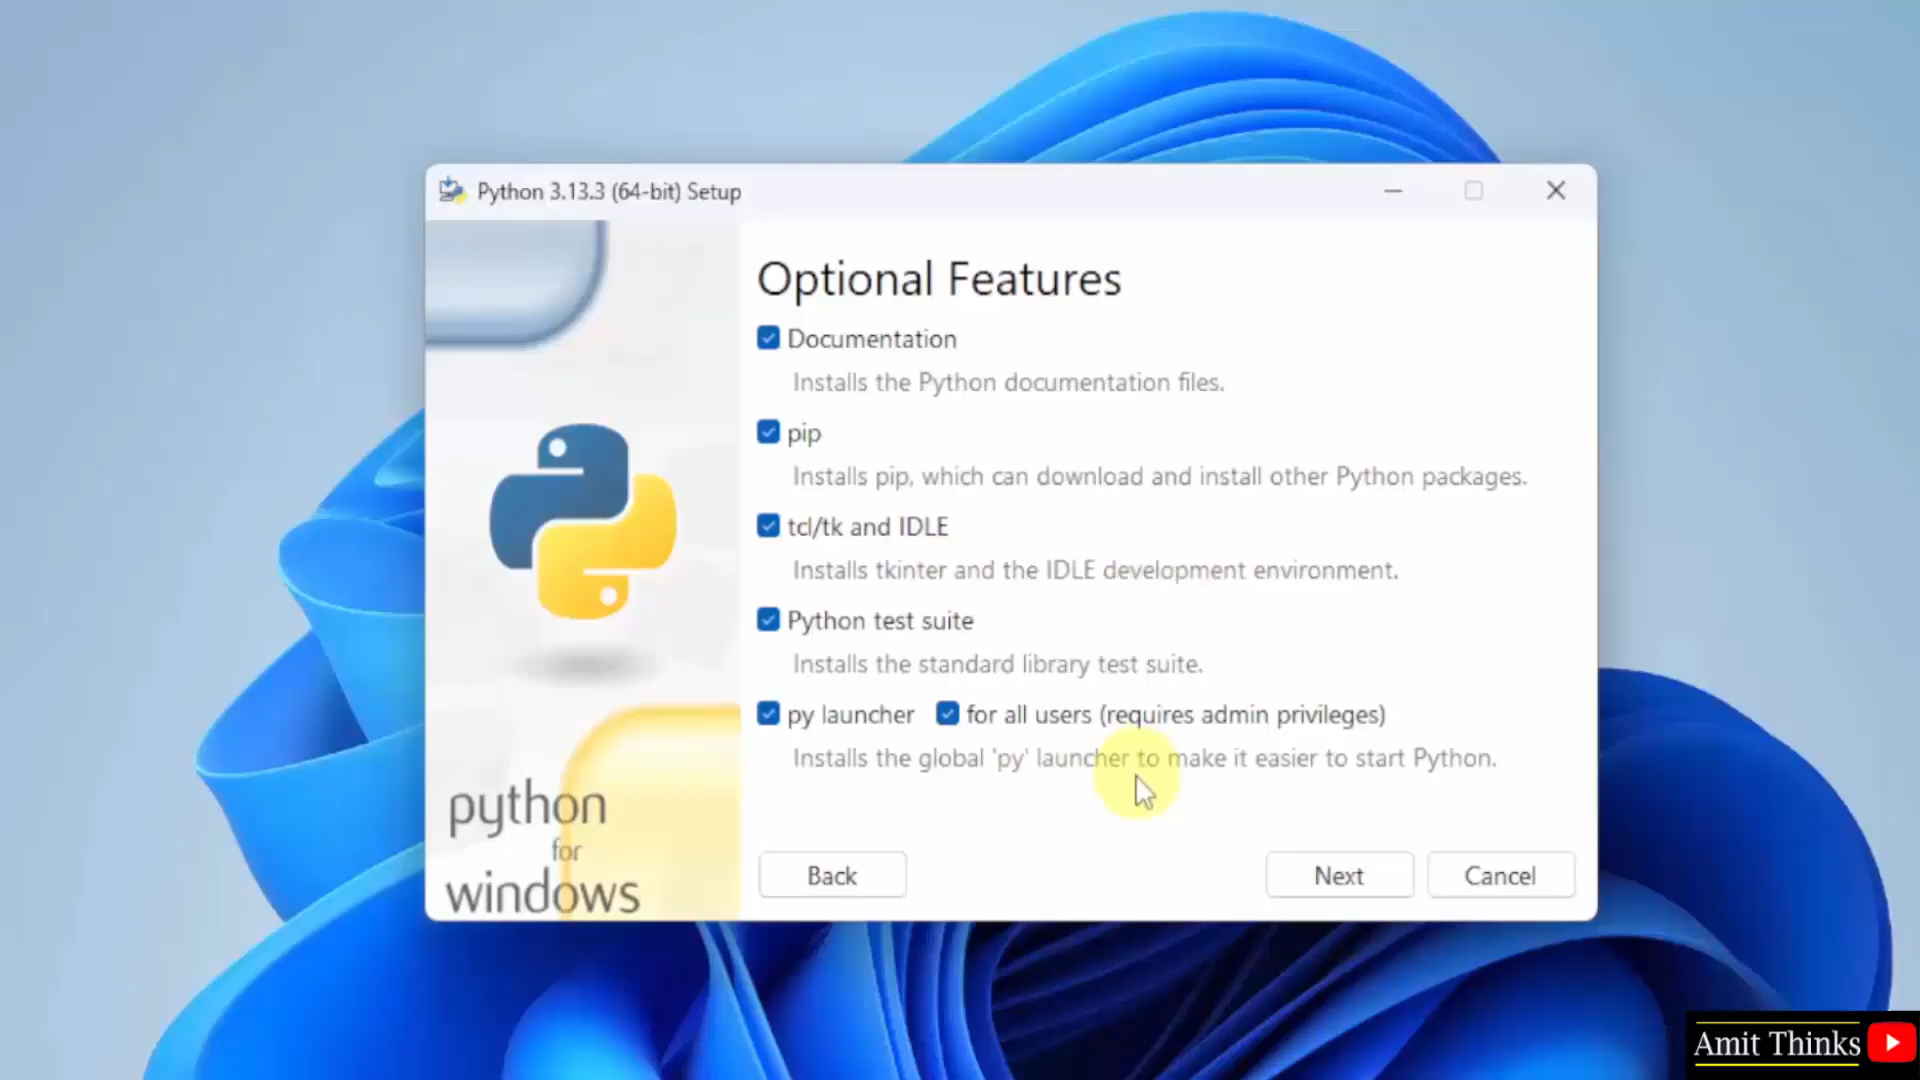 Python 3.13.3 (64-bit) Setup
Optional Features
Documentation
Installs the Python documentation files.
pip
Installs pip, which can download and install other Python packages.
tcl/tk and IDLE
Installs tkinter and the IDLE development environment.
Python test suite
Installs the standard library test suite.
py launcher for all users (requires admin privileges)
Installs the global 'py' launcher to make it easier to start Python.
python
for
windows
Back Next Cancel
Amit Thinks